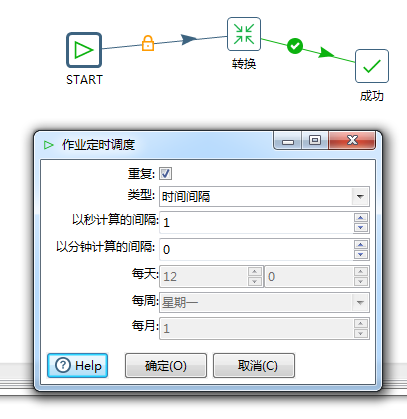 START
转换
成功
作业定时调度
重复:
类型: 时间间隔
以秒计算的间隔: 1
以分钟计算的间隔: 0
每天: 12 0
每周: 星期一
每月: 1
Help 确定(O) 取消(C)